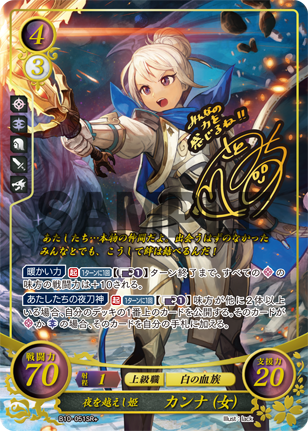 4
3
みんなの
力を
感じるね!!
SAMPLE
あたしたち…本物の仲間だよ。出会うはずのなかった
みんなとでも、こうして絆は結べるんだ!
暖かい力 起 1ターンに1回 ターン終了まで、すべての
味方の戦闘力は+10される。
あたしたちの夜刀神 起 1ターンに1回 味方が他に2体以上
いる場合、自分のデッキの1番上のカードを公開する。そのカードが
か の場合、そのカードを自分の手札に加える。
戦闘力
70
射程 1
上級職
白の血族
支援力
20
夜を越えし姫 カンナ(女)
B10-051SR+
Illust.